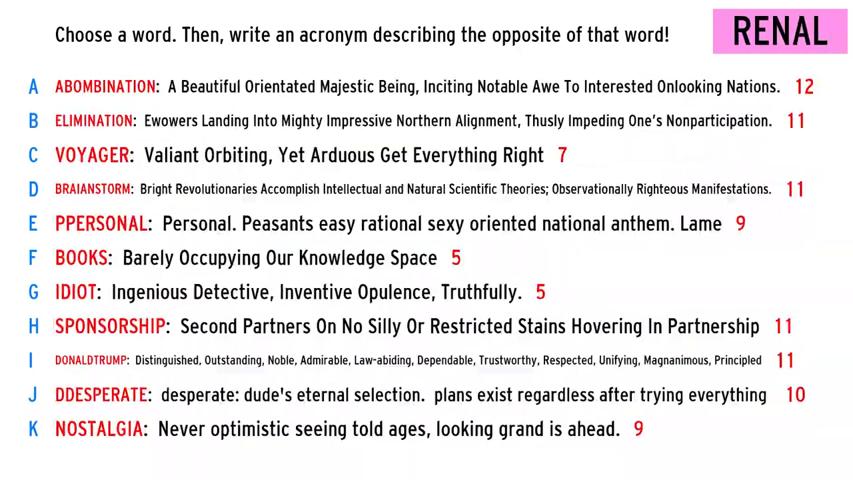 Choose a word. Then, write an acronym describing the opposite of that word!
RENAL
A ABOMBINATION: A Beautiful Orientated Majestic Being, Inciting Notable Awe To Interested Onlooking Nations. 12
B ELIMINATION: Ewowers Landing Into Mighty Impressive Northern Alignment, Thusly Impeding One's Nonparticipation. 11
C VOYAGER: Valiant Orbiting, Yet Arduous Get Everything Right 7
D BRAIANSTORM: Bright Revolutionaries Accomplish Intellectual and Natural Scientific Theories; Observationally Righteous Manifestations. 11
E PPERSONAL: Personal. Peasants easy rational sexy oriented national anthem. Lame 9
F BOOKS: Barely Occupying Our Knowledge Space 5
G IDIOT: Ingenious Detective, Inventive Opulence, Truthfully. 5
H SPONSORSHIP: Second Partners On No Silly Or Restricted Stains Hovering In Partnership 11
I DONALDTRUMP: Distinguished, Outstanding, Noble, Admirable, Law-abiding, Dependable, Trustworthy, Respected, Unifying, Magnanimous, Principled 11
J DDESPERATE: desperate: dude's eternal selection. plans exist regardless after trying everything 10
K NOSTALGIA: Never optimistic seeing told ages, looking grand is ahead. 9